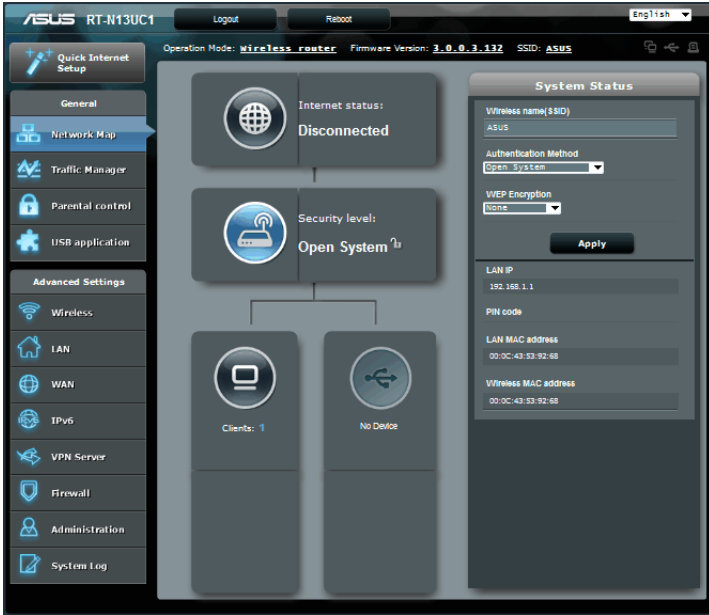 ASUS RT-N13UC1
Logout
Reboot
English
Quick Internet
Setup
Operation Mode: Wireless router Firmware Version: 3.0.0.3.132 SSID: ASUS
General
Network Map
Traffic Manager
Parental control
USB application
Advanced Settings
Wireless
LAN
WAN
IPv6
VPN Server
Firewall
Administration
System Log
Internet status:
Disconnected
Security level:
Open System
Clients: 1
No Device
System Status
Wireless name(SSID)
ASUS
Authentication Method
Open System
WEP Encryption
None
Apply
LAN IP
192.168.1.1
PIN code
LAN MAC address
00:0C:43:53:92:68
Wireless MAC address
00:0C:43:53:92:68